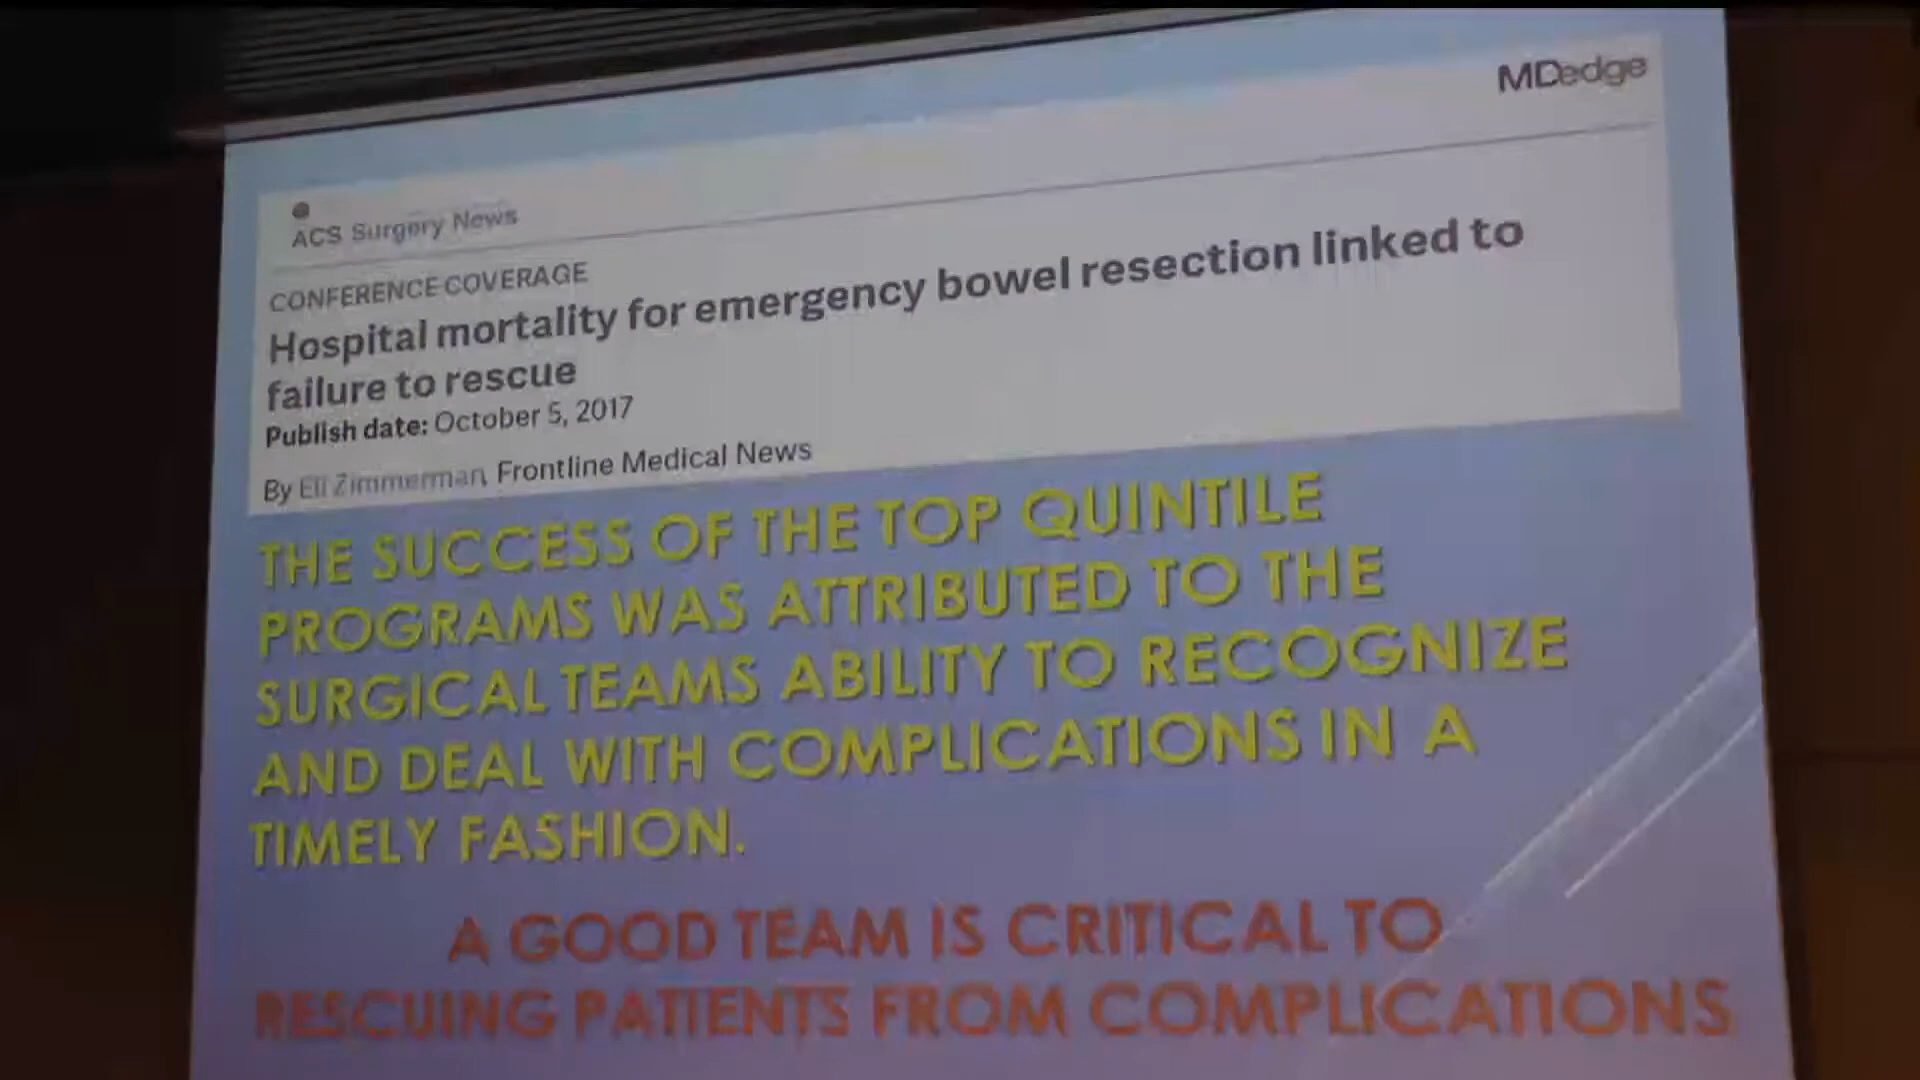 MDedge
ACS Surgery News
CONFERENCE COVERAGE
Hospital mortality for emergency bowel resection linked to
failure to rescue
Publish date: October 5, 2017
By Eli Zimmerman, Frontline Medical News
THE SUCCESS OF THE TOP QUINTILE
PROGRAMS WAS ATTRIBUTED TO THE
SURGICAL TEAMS ABILITY TO RECOGNIZE
AND DEAL WITH COMPLICATIONS IN A
TIMELY FASHION.
A GOOD TEAM IS CRITICAL TO
RESCUING PATIENTS FROM COMPLICATIONS